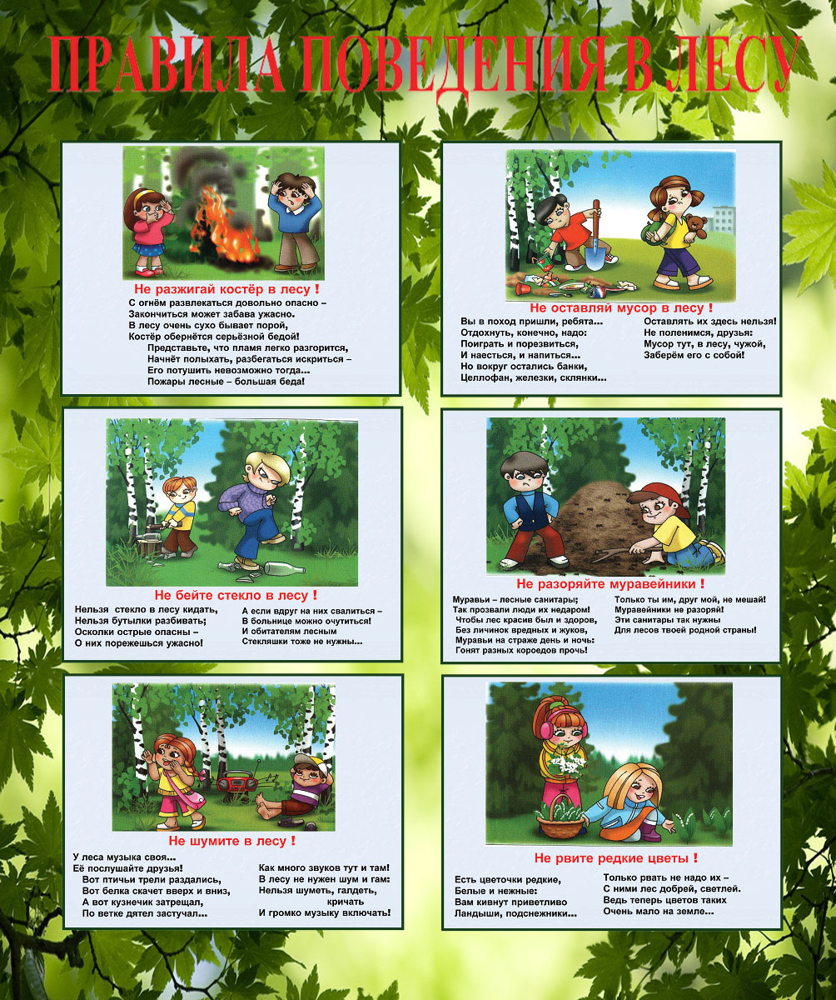 ПРАВИЛА ПОВЕДЕНИЯ В ЛЕСУ
Не разжигай костёр в лесу !
С огнём развлекаться довольно опасно –
Закончиться может забава ужасно.
В лесу очень сухо бывает порой,
Костёр обернётся серьёзной бедой!
Представьте, что пламя легко разгорится,
Начнёт полыхать, разбегаться искриться –
Его потушить невозможно тогда...
Пожары лесные – большая беда!
Не оставляй мусор в лесу !
Вы в поход пришли, ребята...
Отдохнуть, конечно, надо:
Поиграть и порезвиться,
И наесться, и напиться...
Но вокруг остались банки,
Целлофан, железки, склянки...
Оставлять их здесь нельзя!
Не поленимся, друзья:
Мусор тут, в лесу, чужой,
Заберём его с собой!
Не бейте стекло в лесу !
Нельзя стекло в лесу кидать,
Нельзя бутылки разбивать;
Осколки острые опасны –
О них порежешься ужасно!
А если вдруг на них свалиться –
В больнице можно очутиться!
И обитателям лесным
Стекляшки тоже не нужны...
Не разоряйте муравейники !
Муравьи – лесные санитары;
Так прозвали люди их недаром!
Чтобы лес красив был и здоров,
Без личинок вредных и жуков,
Муравьи на страже день и ночь:
Гонят разных короедов прочь!
Только ты им, друг мой, не мешай!
Муравейники не разоряй!
Эти санитары так нужны
Для лесов твоей родной страны!
Не шумите в лесу !
У леса музыка своя...
Её послушайте друзья!
Вот птичьи трели раздались,
Вот белка скачет вверх и вниз,
А вот кузнечик затрещал,
По ветке дятел застучал...
Как много звуков тут и там!
В лесу не нужен шум и гам:
Нельзя шуметь, галдеть,
кричать
И громко музыку включать!
Не рвите редкие цветы !
Есть цветочки редкие,
Белые и нежные:
Вам кивнут приветливо
Ландыши, подснежники...
Только рвать не надо их –
С ними лес добрей, светлей.
Ведь теперь цветов таких
Очень мало на земле...